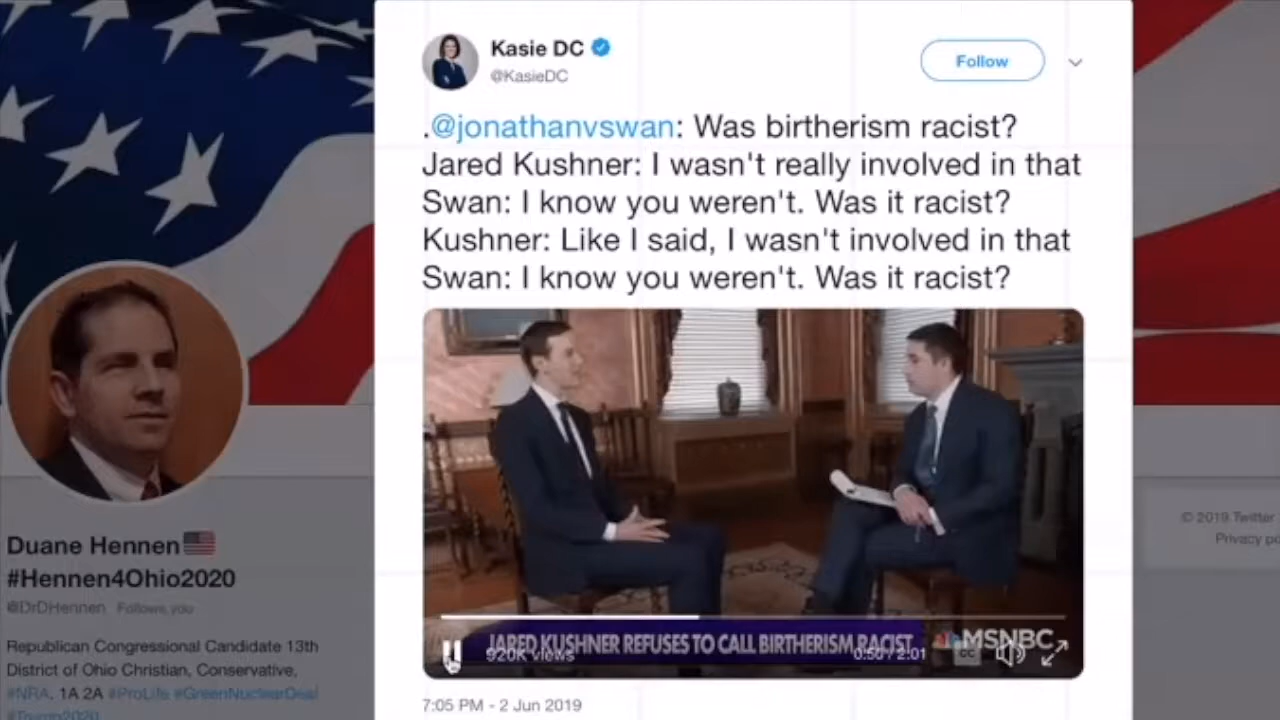 Kasie DC
@KasieDC
Follow
.@jonathanvswan: Was birtherism racist?
Jared Kushner: I wasn't really involved in that
Swan: I know you weren't. Was it racist?
Kushner: Like I said, I wasn't involved in that
Swan: I know you weren't. Was it racist?
JARED KUSHNER REFUSES TO CALL BIRTHERISM RACIST
MSNBC
920K views
0:50 / 2:01
CC
7:05 PM - 2 Jun 2019
Duane Hennen
#Hennen4Ohio2020
@DrDHennen Follows you
Republican Congressional Candidate 13th
District of Ohio Christian, Conservative,
#NRA, 1A 2A #ProLife #GreenNuclearDeal
#Trump2020
© 2019 Twitter
Privacy